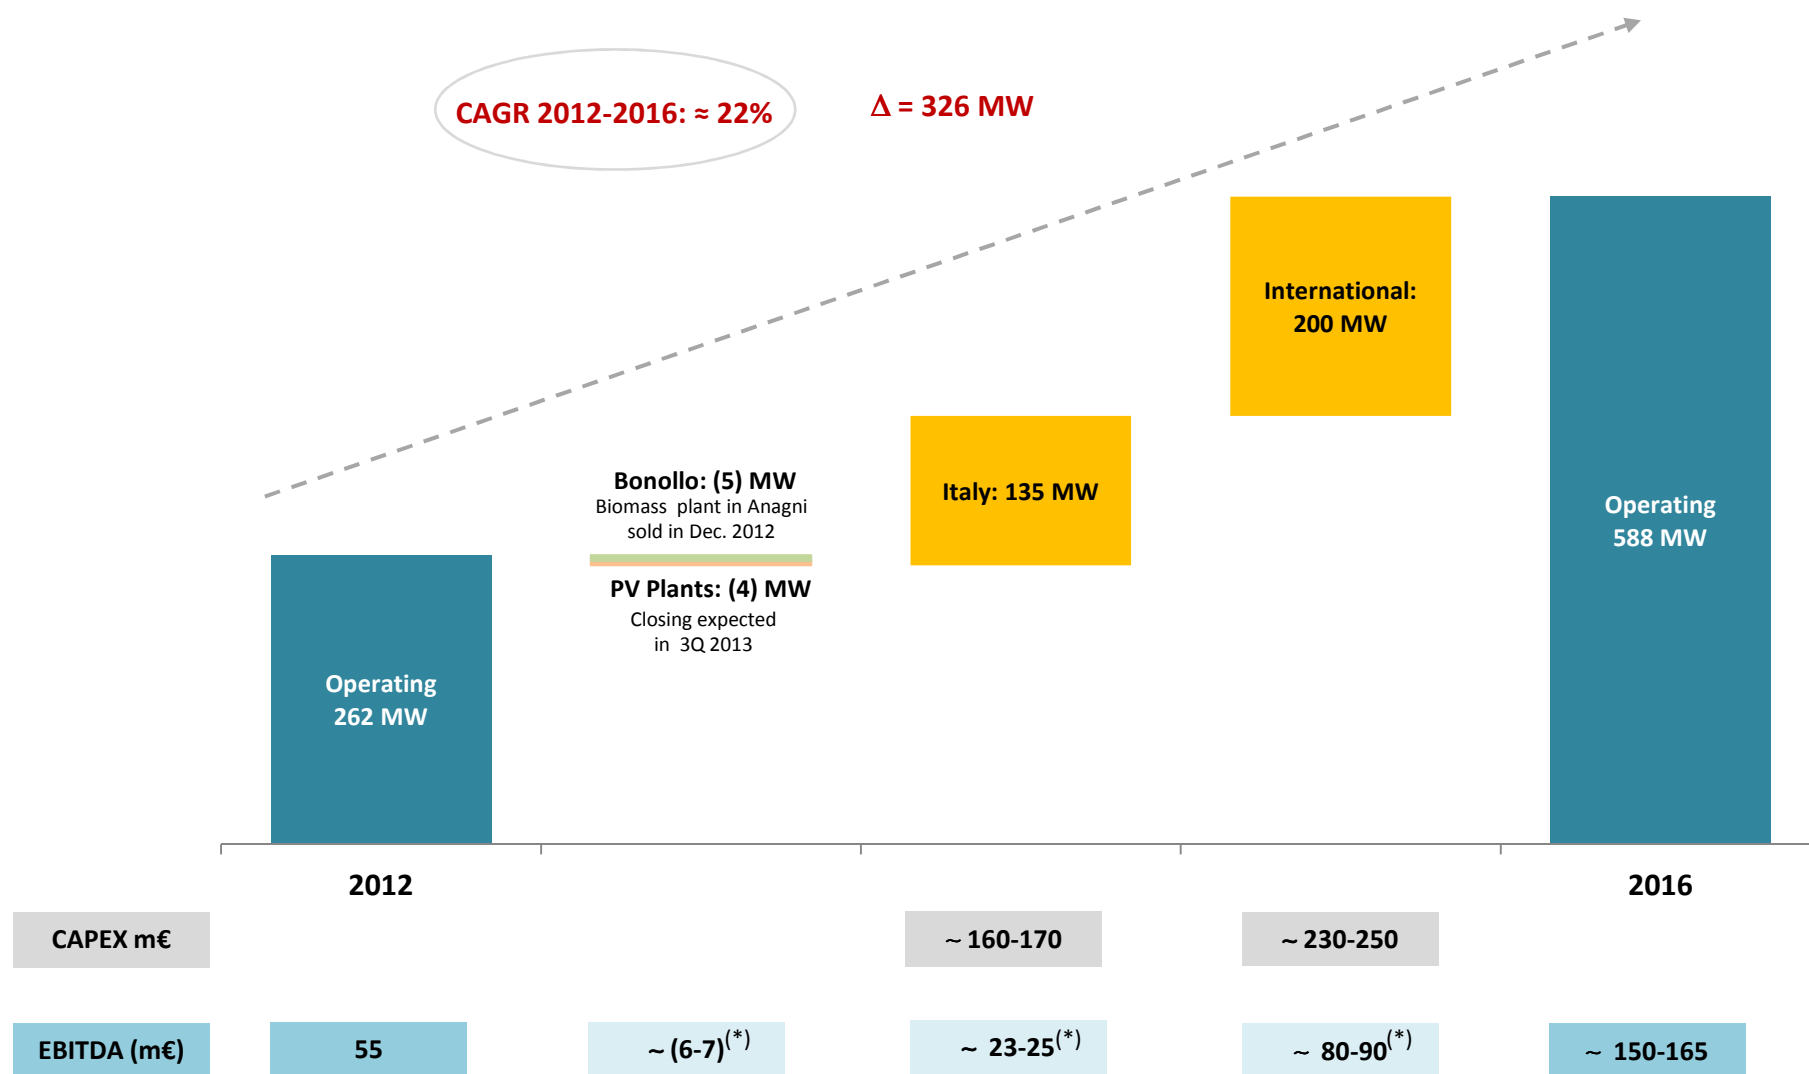 CAGR 2012-2016: ≈ 22%
Δ = 326 MW
International:
200 MW
Bonollo: (5) MW
Biomass plant in Anagni
sold in Dec. 2012
Italy: 135 MW
Operating
588 MW
PV Plants: (4) MW
Closing expected
in 3Q 2013
Operating
262 MW
2012
2016
CAPEX m€
~ 160-170
~ 230-250
EBITDA (m€)
55
~ (6-7)(*)
~ 23-25(*)
~ 80-90(*)
~ 150-165